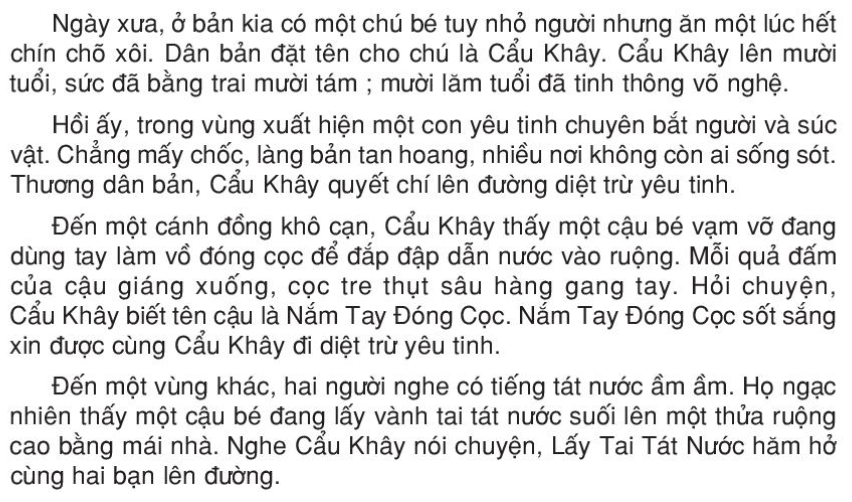 Ngày xưa, ở bản kia có một chú bé tuy nhỏ người nhưng ăn một lúc hết
chín chõ xôi. Dân bản đặt tên cho chú là Cẩu Khây. Cẩu Khây lên mười
tuổi, sức đã bằng trai mười tám ; mười lăm tuổi đã tinh thông võ nghệ.
Hồi ấy, trong vùng xuất hiện một con yêu tinh chuyên bắt người và súc
vật. Chẳng mấy chốc, làng bản tan hoang, nhiều nơi không còn ai sống sót.
Thương dân bản, Cẩu Khây quyết chí lên đường diệt trừ yêu tinh.
Đến một cánh đồng khô cạn, Cẩu Khây thấy một cậu bé vạm vỡ đang
dùng tay làm vồ đóng cọc để đắp đập dẫn nước vào ruộng. Mỗi quả đấm
của cậu giáng xuống, cọc tre thụt sâu hàng gang tay. Hỏi chuyện,
Cẩu Khây biết tên cậu là Nắm Tay Đóng Cọc. Nắm Tay Đóng Cọc sốt sắng
xin được cùng Cẩu Khây đi diệt trừ yêu tinh.
Đến một vùng khác, hai người nghe có tiếng tát nước ầm ầm. Họ ngạc
nhiên thấy một cậu bé đang lấy vành tai tát nước suối lên một thửa ruộng
cao bằng mái nhà. Nghe Cẩu Khây nói chuyện, Lấy Tai Tát Nước hăm hở
cùng hai bạn lên đường.